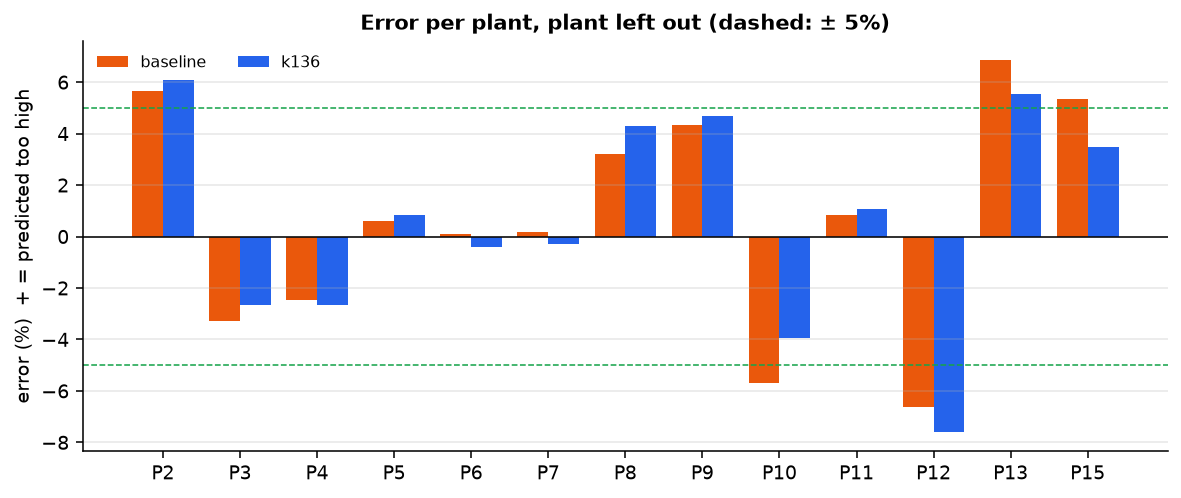 Error per plant, plant left out (dashed: ± 5%)
baseline
k136
error (%)  + = predicted too high
6
4
2
0
−2
−4
−6
−8
P2
P3
P4
P5
P6
P7
P8
P9
P10
P11
P12
P13
P15